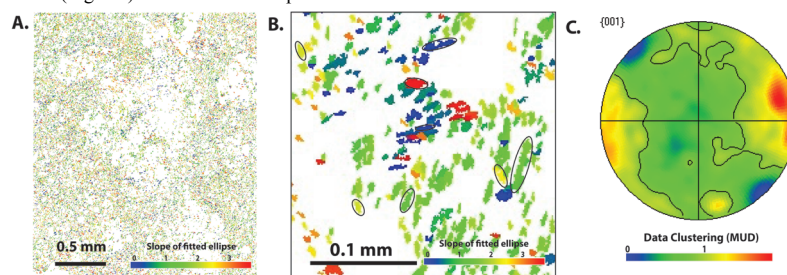 A.
0.5 mm
Slope of fitted ellipse
0 1 2 3
B.
0.1 mm
Slope of fitted ellipse
0 1 2 3
C.
{001}
Data Clustering (MUD)
0 1